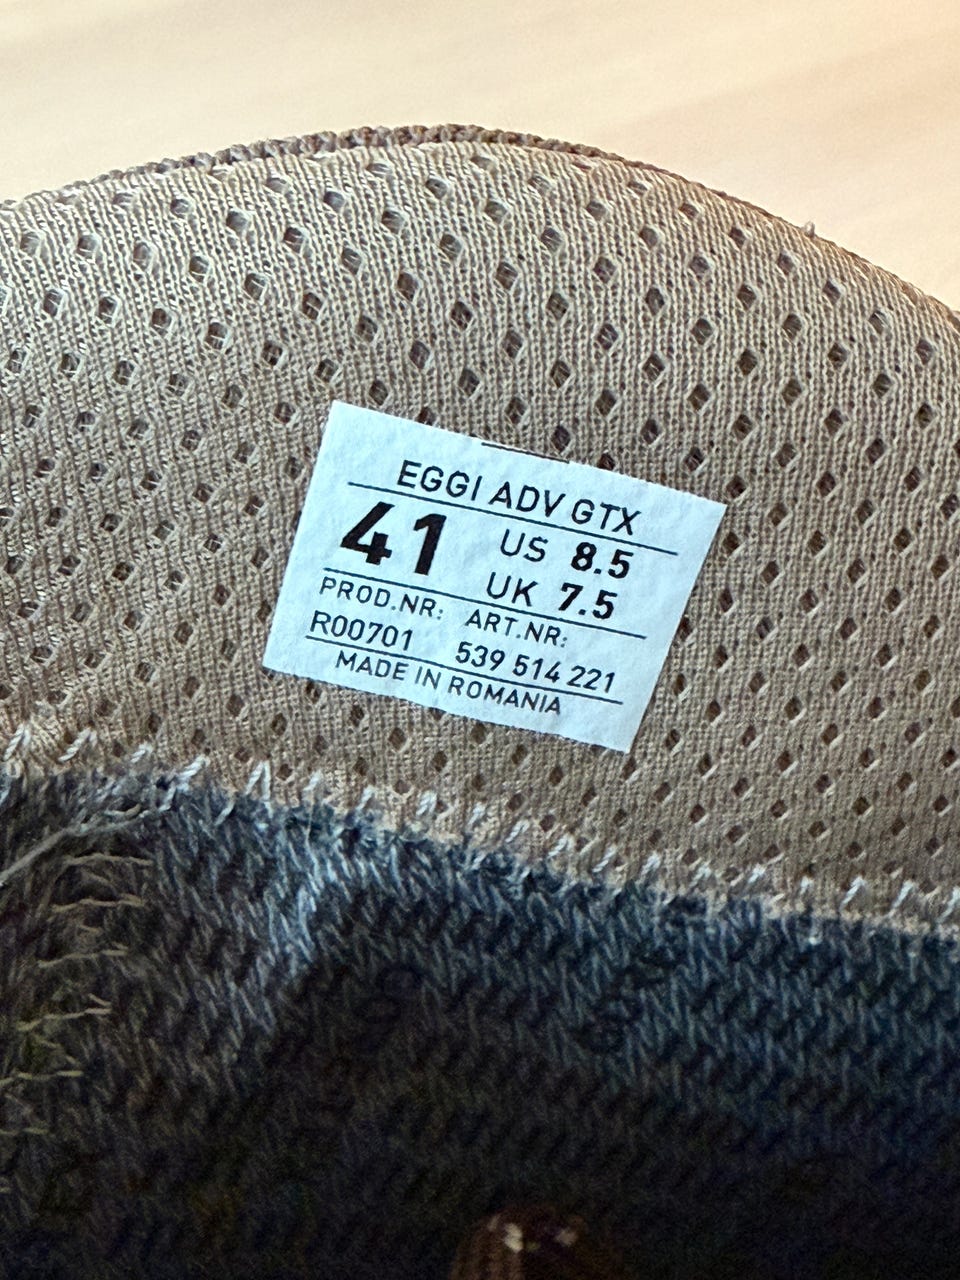 EGGI ADV GTX
41 US 8.5
UK 7.5
PROD.NR: ART.NR:
R00701 539 514 221
MADE IN ROMANIA